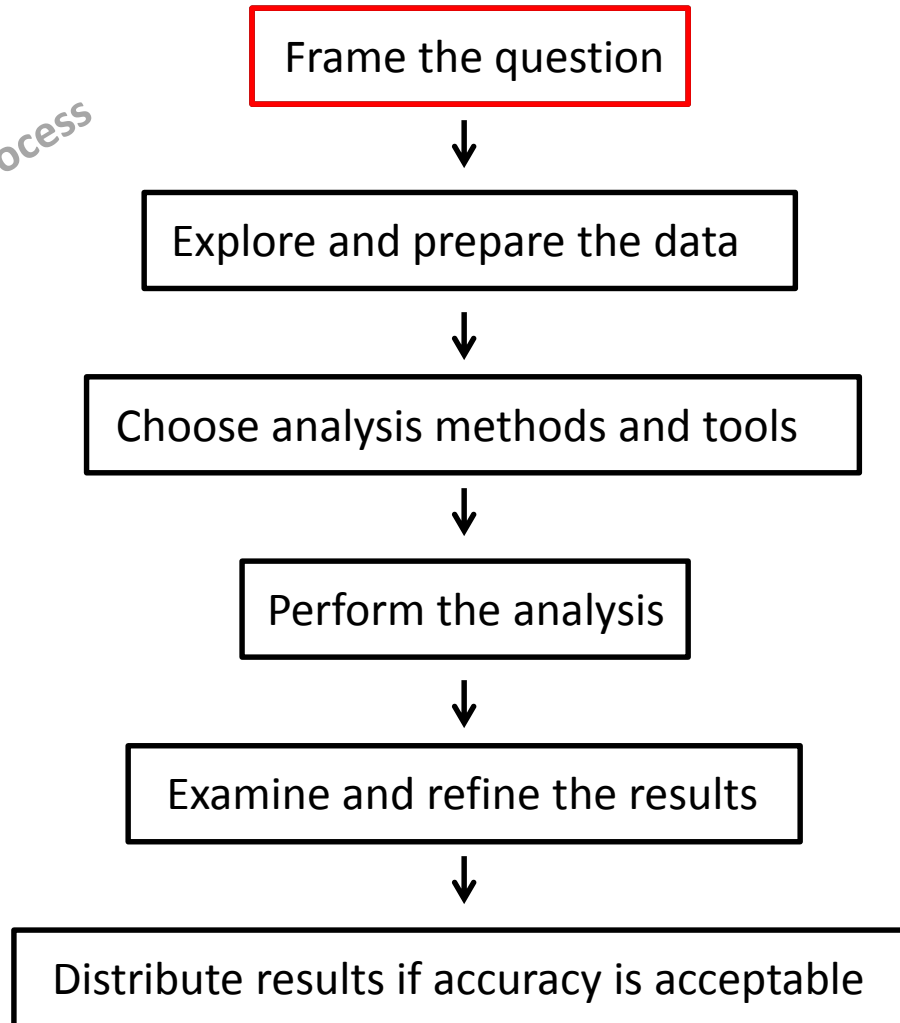 Frame the question
Explore and prepare the data
Choose analysis methods and tools
Perform the analysis
Examine and refine the results
Distribute results if accuracy is acceptable